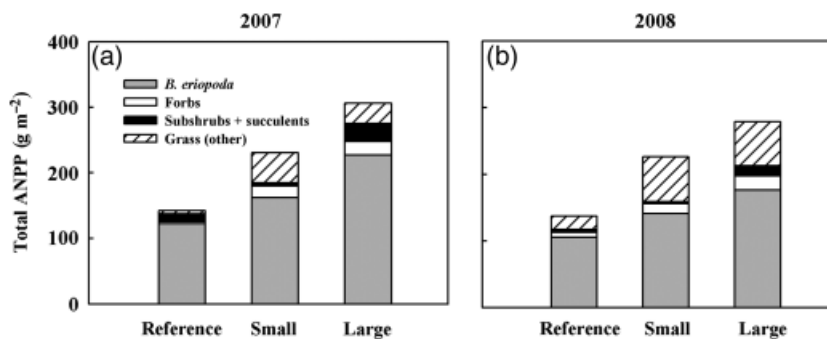 2007
2008
400
300
200
100
0
Total ANPP (g m⁻²)
(a)
B. eriopoda
Forbs
Subshrubs + succulents
Grass (other)
Reference Small Large
(b)
Reference Small Large